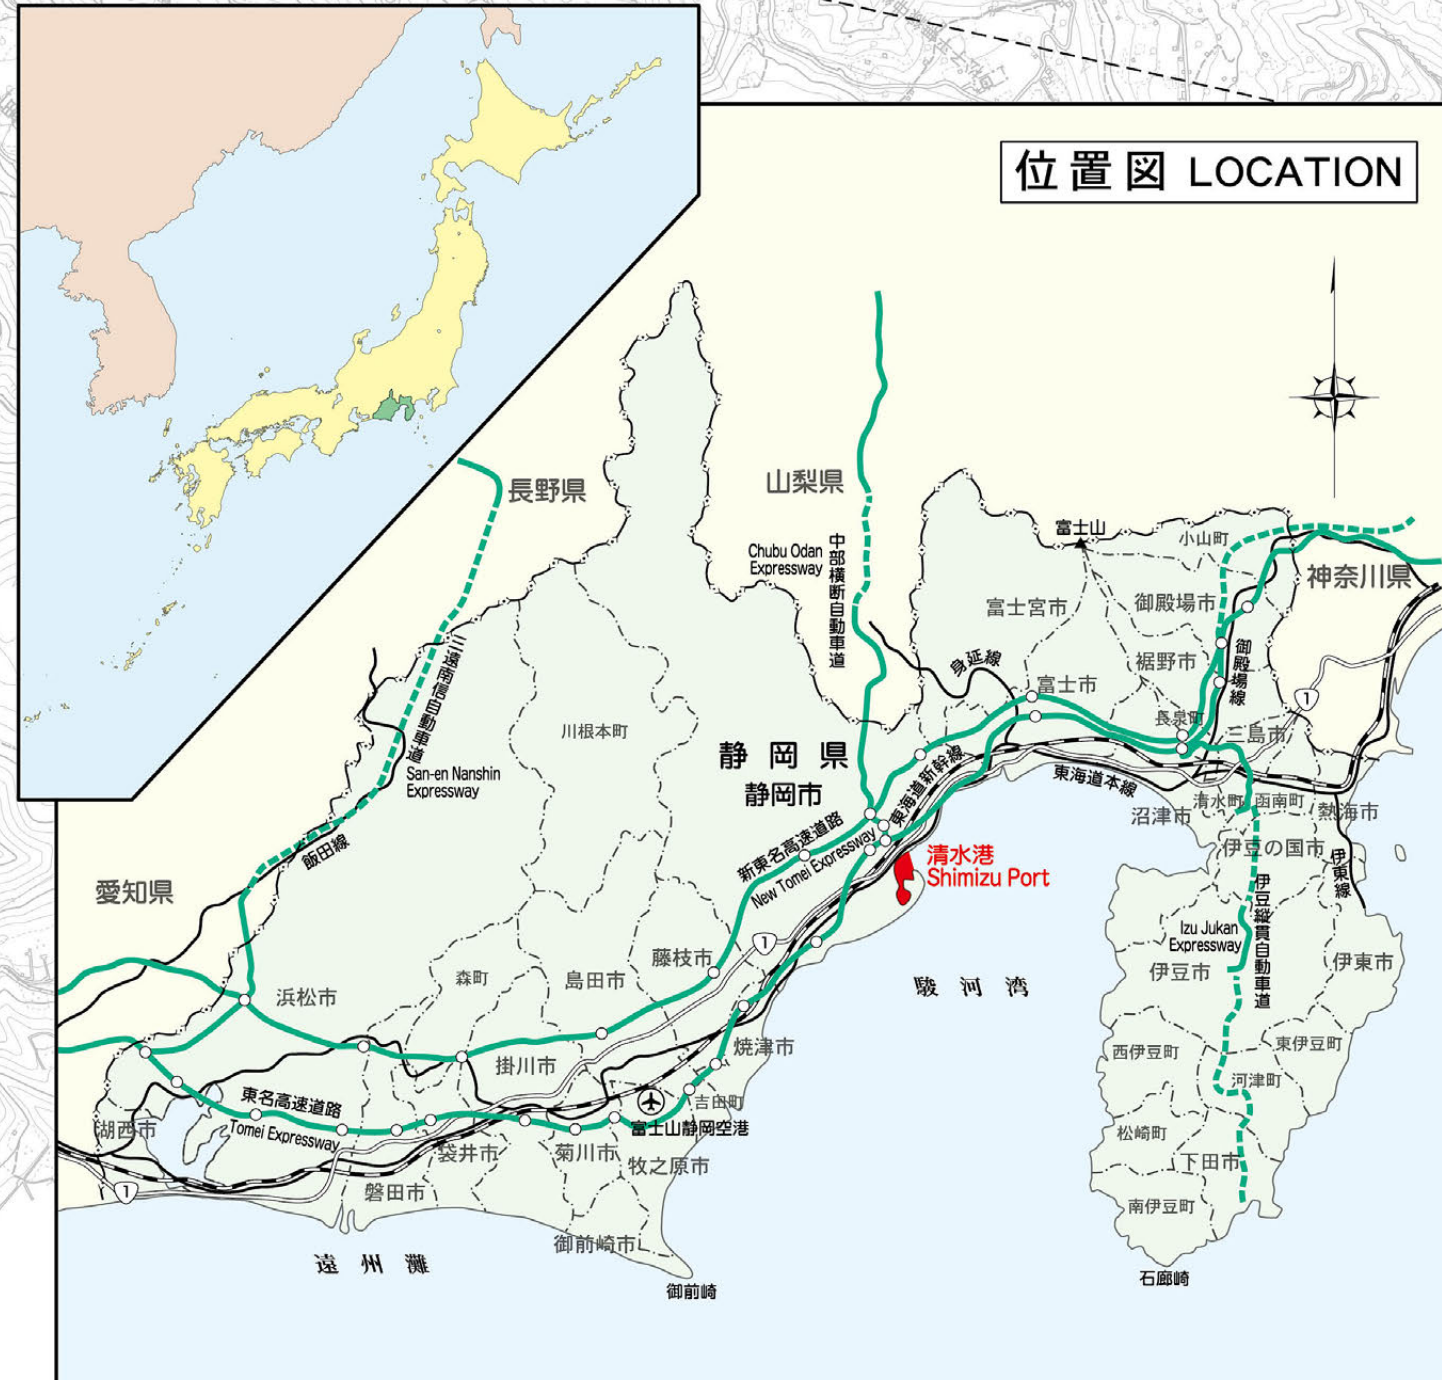 位置図 LOCATION
長野県
山梨県
富士山
小山町
神奈川県
Chubu Odan
Expressway
中部横断自動車道
富士宮市
御殿場市
裾野市
御殿場線
身延線
三遠南信自動車道
San-en Nanshin
Expressway
富士市
長泉町
三島市
1
川根本町
静岡県
静岡市
東海道新幹線
東海道本線
沼津市
清水町
函南町
熱海市
新東名高速道路
New Tomei Expressway
飯田線
清水港
Shimizu Port
伊豆の国市
伊東線
愛知県
Izu Jukan
Expressway
伊豆縦貫自動車道
伊豆市
伊東市
1
藤枝市
島田市
森町
浜松市
駿河湾
焼津市
掛川市
西伊豆町
東伊豆町
河津町
東名高速道路
Tomei Expressway
吉田町
富士山静岡空港
湖西市
袋井市
菊川市
牧之原市
松崎町
下田市
1
磐田市
南伊豆町
御前崎市
遠州灘
御前崎
石廊崎